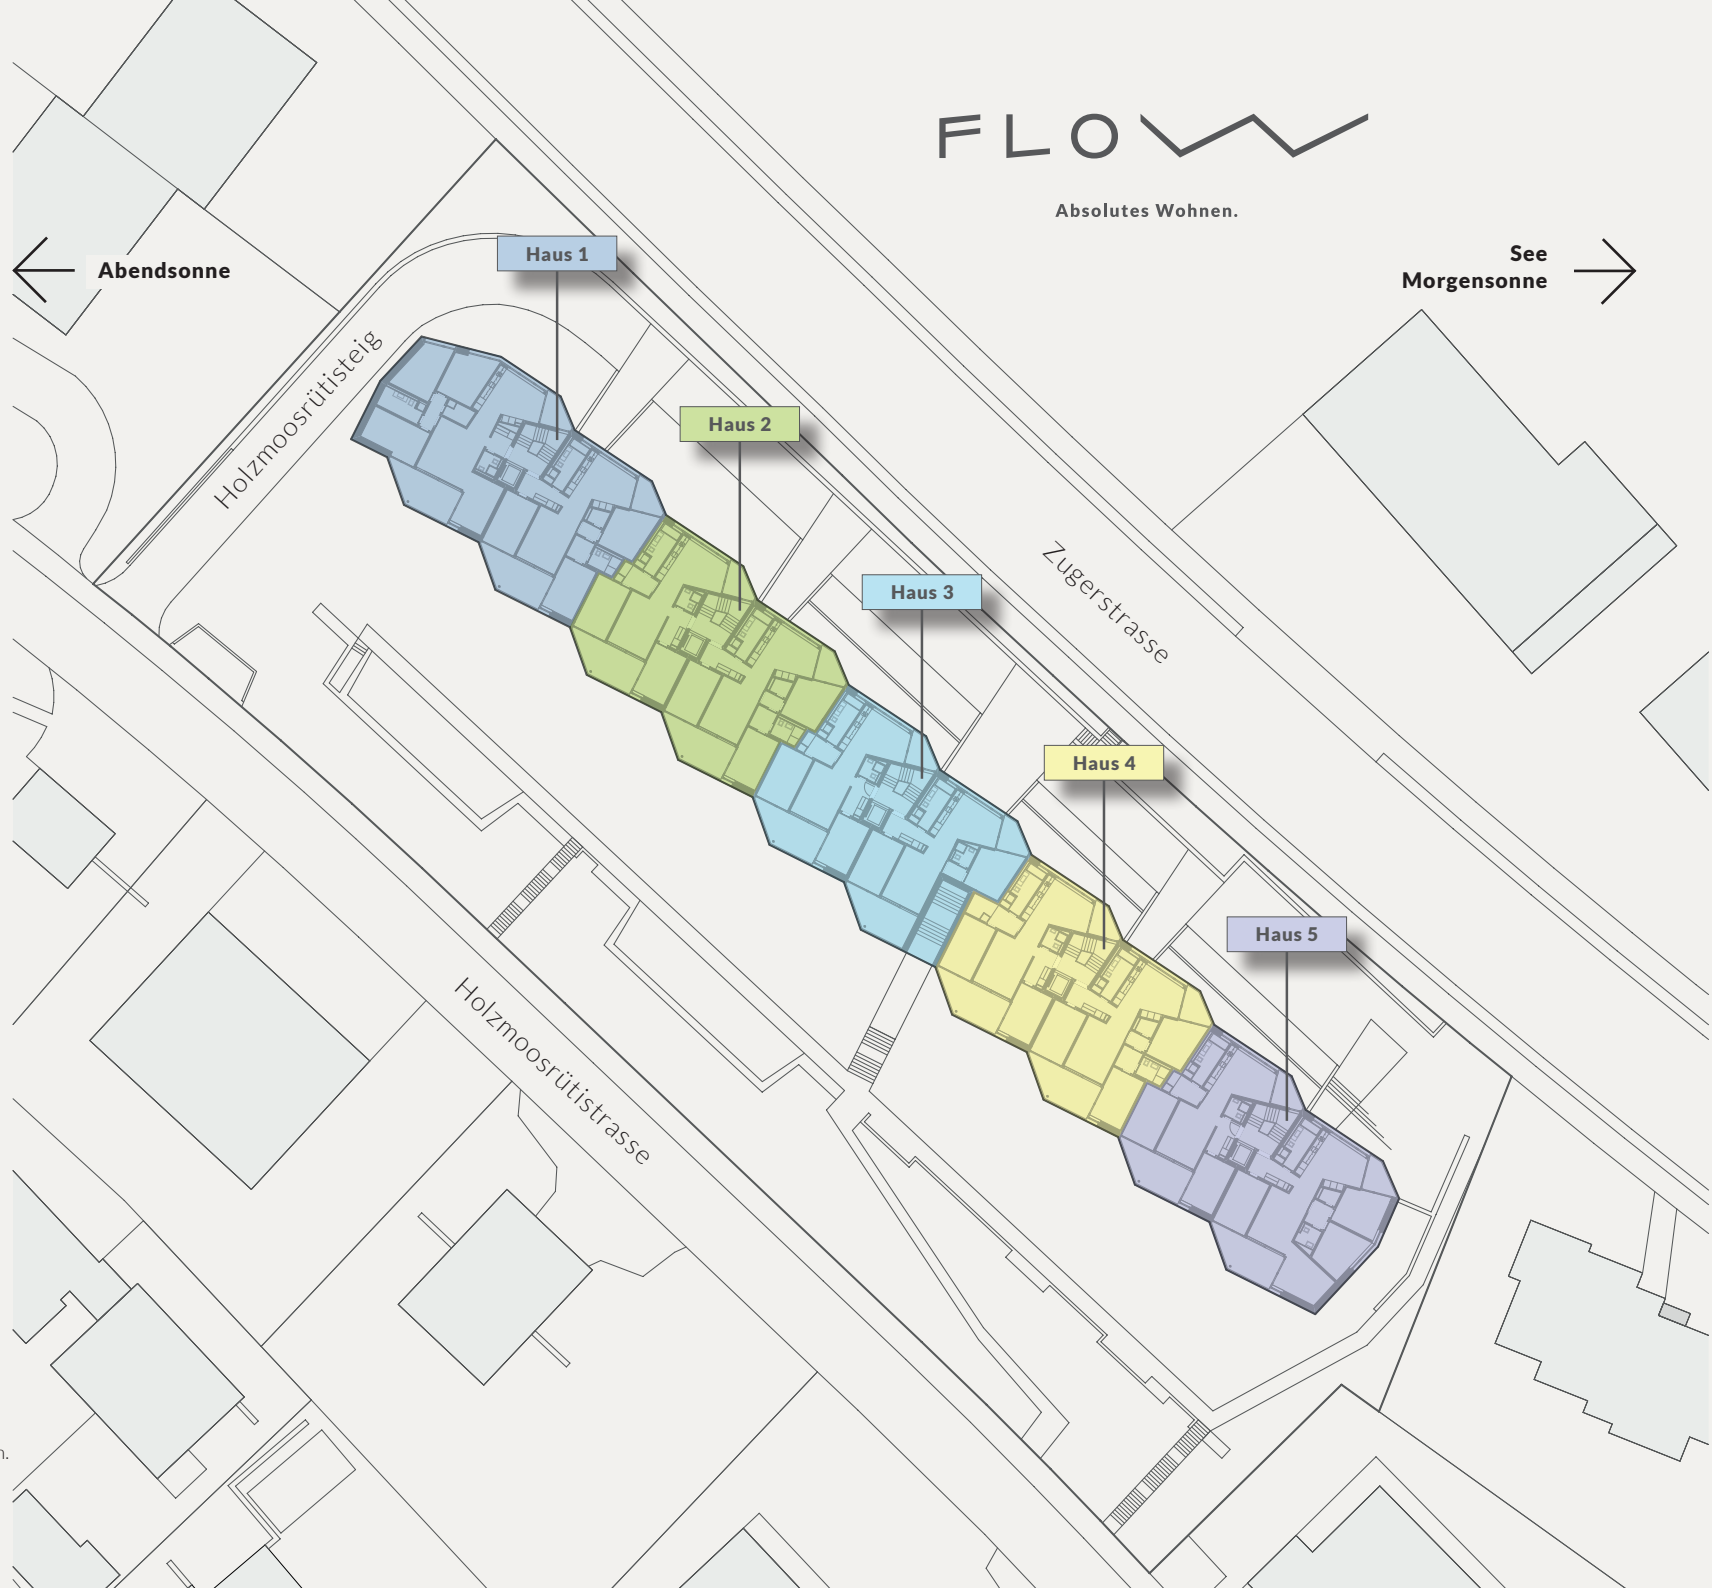 FLOW
Absolutes Wohnen.
Abendsonne
See
Morgensonne
Haus 1
Haus 2
Haus 3
Haus 4
Haus 5
Holzmoosrütisteig
Zugerstrasse
Holzmoosrütistrasse